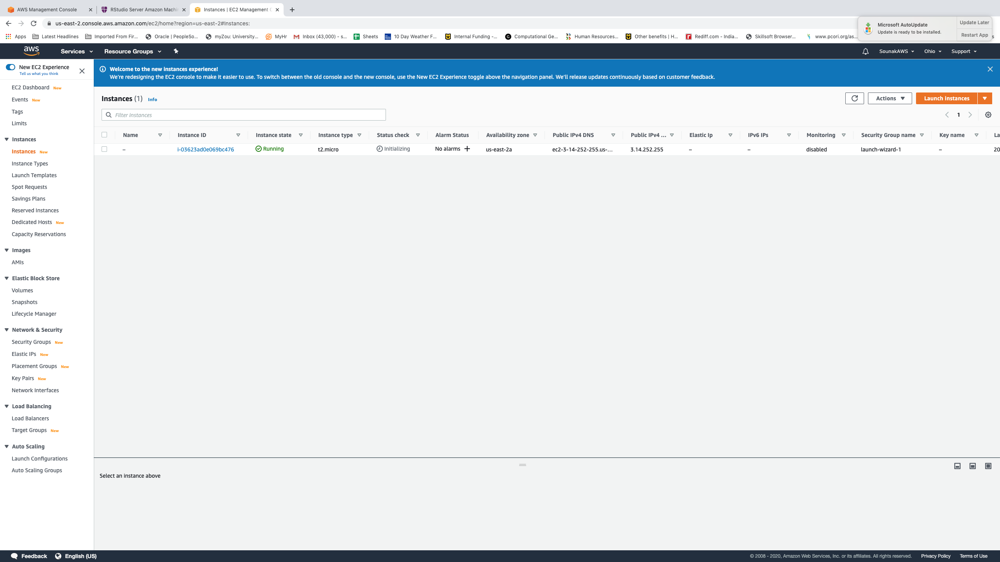 AWS Management Console
RStudio Server Amazon Machi
Instances | EC2 Management C
us-east-2.console.aws.amazon.com/ec2/home?region=us-east-2#Instances:
Microsoft AutoUpdate
Update is ready to be installed.
Update Later
Restart App
Apps
Latest Headlines
Imported From Fir...
Oracle | PeopleSo...
myZou: University...
MyHr
Inbox (43,000) - s...
Sheets
10 Day Weather F...
Internal Funding -...
Computational Ge...
Human Resources...
Other benefits | H...
Rediff.com - India...
Skillsoft Browser...
www.pcori.org/as...
aws
Services
Resource Groups
SounakAWS
Ohio
Support
New EC2 Experience
Tell us what you think
EC2 Dashboard New
Events New
Tags
Limits
Instances
Instances New
Instance Types
Launch Templates
Spot Requests
Savings Plans
Reserved Instances
Dedicated Hosts New
Capacity Reservations
Images
AMIs
Elastic Block Store
Volumes
Snapshots
Lifecycle Manager
Network & Security
Security Groups New
Elastic IPs New
Placement Groups New
Key Pairs New
Network Interfaces
Load Balancing
Load Balancers
Target Groups New
Auto Scaling
Launch Configurations
Auto Scaling Groups
Welcome to the new instances experience!
We're redesigning the EC2 console to make it easier to use. To switch between the old console and the new console, use the New EC2 Experience toggle above the navigation panel. We'll release updates continuously based on customer feedback.
Instances (1) Info
Actions
Launch instances
Filter instances
1
Name Instance ID Instance state Instance type Status check Alarm Status Availability zone Public IPv4 DNS Public IPv4 ... Elastic Ip IPv6 IPs Monitoring Security Group name Key name La
– i-03623ad0e069bc476 Running t2.micro Initializing No alarms + us-east-2a ec2-3-14-252-255.us-... 3.14.252.255 – – disabled launch-wizard-1 – 20
Select an instance above
Feedback
English (US)
© 2008 - 2020, Amazon Web Services, Inc. or its affiliates. All rights reserved.
Privacy Policy
Terms of Use